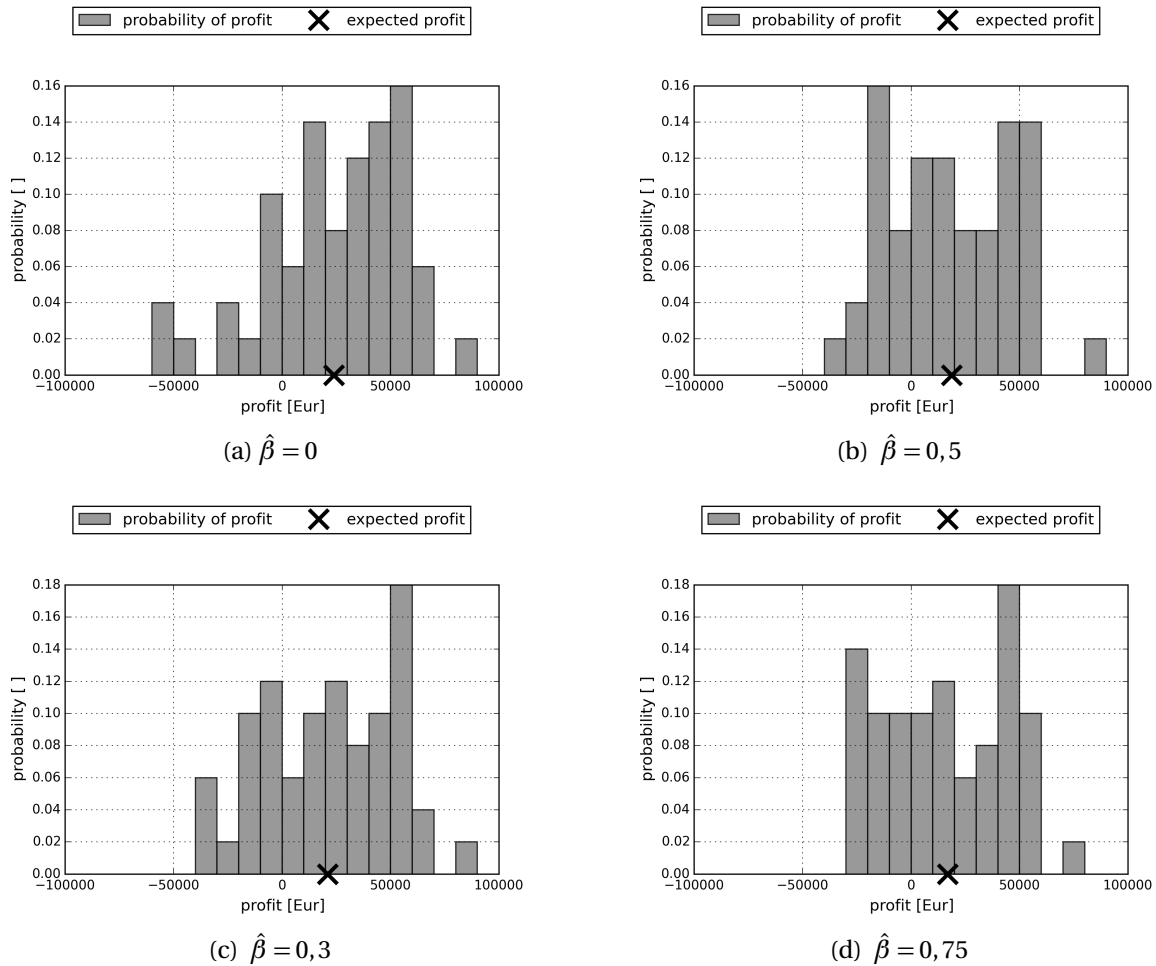 probability of profit expected profit
0.16
0.14
0.12
0.10
0.08
0.06
0.04
0.02
0.00
probability [ ]
−100000 −50000 0 50000 100000
profit [Eur]
(a) β̂ = 0
probability of profit expected profit
0.16
0.14
0.12
0.10
0.08
0.06
0.04
0.02
0.00
probability [ ]
−100000 −50000 0 50000 100000
profit [Eur]
(b) β̂ = 0,5
probability of profit expected profit
0.18
0.16
0.14
0.12
0.10
0.08
0.06
0.04
0.02
0.00
probability [ ]
−100000 −50000 0 50000 100000
profit [Eur]
(c) β̂ = 0,3
probability of profit expected profit
0.18
0.16
0.14
0.12
0.10
0.08
0.06
0.04
0.02
0.00
probability [ ]
−100000 −50000 0 50000 100000
profit [Eur]
(d) β̂ = 0,75